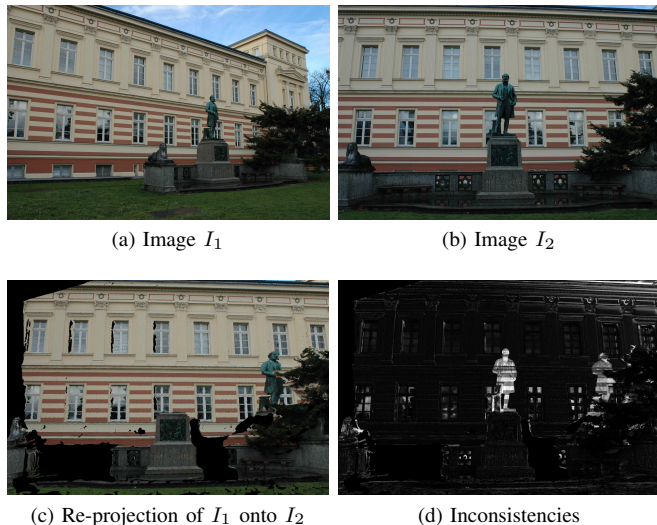 (a) Image I₁
(b) Image I₂
(c) Re-projection of I₁ onto I₂
(d) Inconsistencies